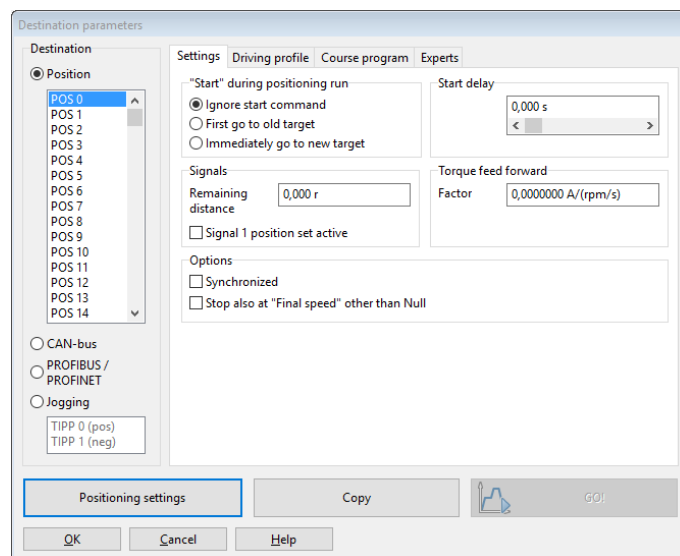 Destination parameters
Destination
Position
POS 0
POS 1
POS 2
POS 3
POS 4
POS 5
POS 6
POS 7
POS 8
POS 9
POS 10
POS 11
POS 12
POS 13
POS 14
CAN-bus
PROFIBUS /
PROFINET
Jogging
TIPP 0 (pos)
TIPP 1 (neg)
Settings Driving profile Course program Experts
"Start" during positioning run
Ignore start command
First go to old target
Immediately go to new target
Start delay
0,000 s
Signals
Remaining
distance
0,000 r
Signal 1 position set active
Torque feed forward
Factor 0,0000000 A/(rpm/s)
Options
Synchronized
Stop also at "Final speed" other than Null
Positioning settings Copy GO!
OK Cancel Help